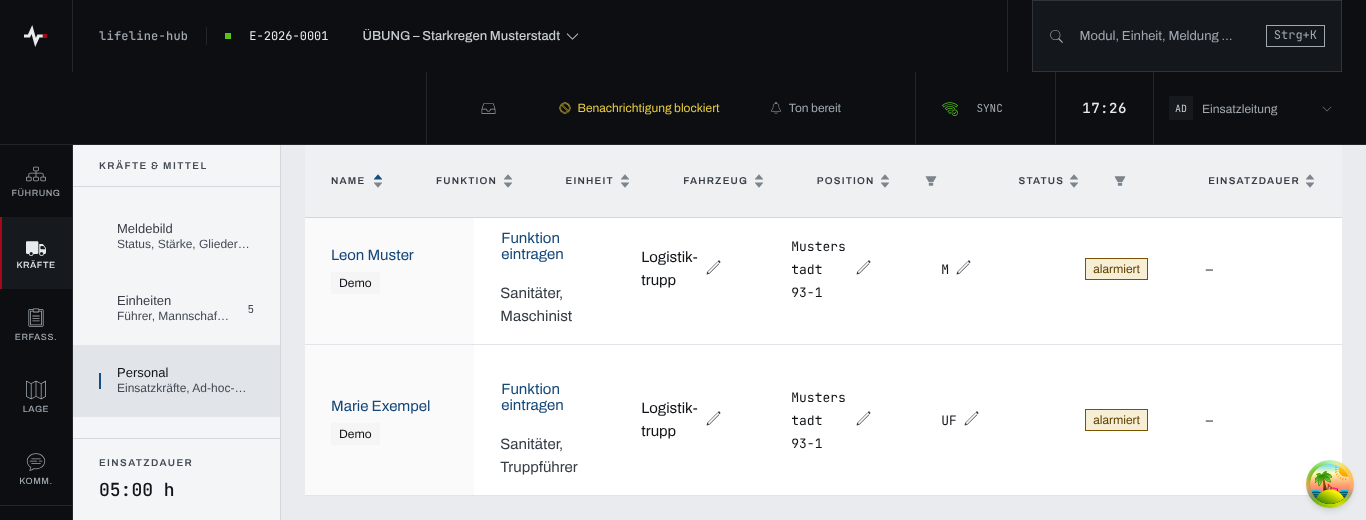 lifeline-hub
E-2026-0001
ÜBUNG – Starkregen Musterstadt
Modul, Einheit, Meldung ...
Strg+K
Benachrichtigung blockiert
Ton bereit
SYNC
17:26
AD
Einsatzleitung
FÜHRUNG
KRÄFTE
ERFASS.
LAGE
KOMM.
KRÄFTE & MITTEL
Meldebild
Status, Stärke, Glieder...
Einheiten
Führer, Mannschaf...
5
Personal
Einsatzkräfte, Ad-hoc-...
EINSATZDAUER
05:00 h
NAME
FUNKTION
EINHEIT
FAHRZEUG
POSITION
STATUS
EINSATZDAUER
Leon Muster
Demo
Funktion
eintragen
Sanitäter,
Maschinist
Logistik-
trupp
Musters
tadt
93-1
M
alarmiert
–
Marie Exempel
Demo
Funktion
eintragen
Sanitäter,
Truppführer
Logistik-
trupp
Musters
tadt
93-1
UF
alarmiert
–